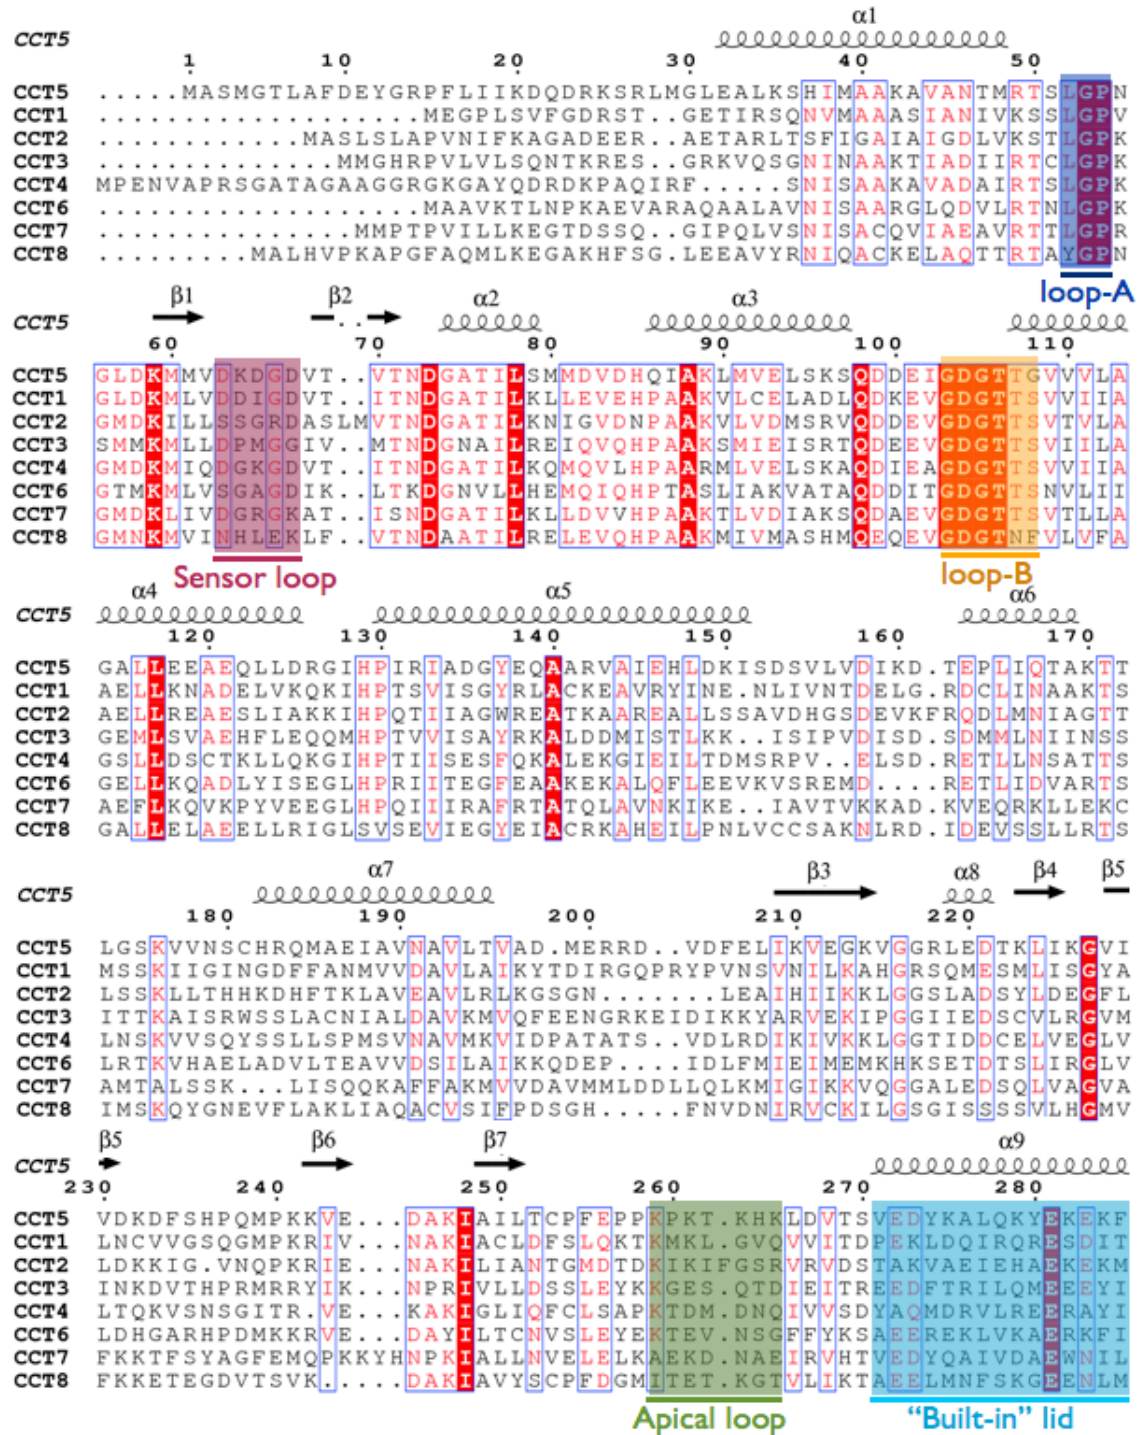 α1
CCT5
1 10 20 30 40 50
CCT5 .....MASMGTLAFDEYGRPFLIIKDQDRKSRLMGLEALKSHIMAAKAVANTMRTSLGPN
CCT1 ...................MEGPLSVFGDRST..GETIRSQNVMAAASIANIVKSSLGPV
CCT2 ............MASLSLAPVNIFKAGADEER..AETARLTSFIGAIAIGDLVKSTLGPK
CCT3 ..............MMGHRPVLVLSQNTKRES..GRKVQSGNINAAKTIADIIRTCLGPK
CCT4 MPENVAPRSGATAGAAGGRGKGAYQDRDKPAQIRF.....SNISAAKAVADAIRTSLGPK
CCT6 ...................MAAVKTLNPKAEVARAQAALAVNISAARGLQDVLRTNLGPK
CCT7 ...............MMPTPVILLKEGTDSSQ..GIPQLVSNISACQVIAEAVRTTLGPR
CCT8 .........MALHVPKAPGFAQMLKEGAKHFSG.LEEAVYRNIQACKELAQTTRTAYGPN
loop-A
β1 β2 α2 α3
CCT5
60 70 80 90 100 110
CCT5 GLDKMMVDKDGDVT..VTNDGATILSMMDVDHQIAKLMVELSKSQDDEIGDGTTGVVVLA
CCT1 GLDKMLVDDIGDVT..ITNDGATILKLLEVEHPAAKVLCELADLQDKEVGDGTTSVVIIA
CCT2 GMDKILLSSGRDASLMVTNDGATILKNIGVDNPAAKVLVDMSRVQDDEVGDGTTSVTVLA
CCT3 SMMKMLLDPMGGIV..MTNDGNAILREIQVQHPAAKSMIEISRTQDEEVGDGTTSVIILA
CCT4 GMDKMIQDGKGDVT..ITNDGATILKQMQVLHPAARMLVELSKAQDIEAGDGTTSVVIIA
CCT6 GTMKMLVSGAGDIK..LTKDGNVLLHEMQIQHPTASLIAKVATAQDDITGDGTTSNVLII
CCT7 GMDKLIVDGRGKAT..ISNDGATILKLLDVVHPAAKTLVDIAKSQDAEVGDGTTSVTLLA
CCT8 GMNKMVINHLEKLF..VTNDAATILRELEVQHPAAKMIVMASHMQEQEVGDGTNFVLVFA
Sensor loop loop-B
α4 α5 α6
CCT5
120 130 140 150 160 170
CCT5 GALLEEAEQLLDRGIHPIRIADGYEQAARVAIEHLDKISDSVLVDIKD.TEPLIQTAKTT
CCT1 AELLKNADELVKQKIHPTSVISGYRLACKEAVRYINE.NLIVNTDELG.RDCLINAAKTS
CCT2 AELLREAESLIAKKIHPQTIIAGWREATKAAREALLSSAVDHGSDEVKFRQDLMNIAGTT
CCT3 GEMLSVAEHFLEQQMHPTVVISAYRKALDDMISTLKK..ISIPVDISD.SDMMLNIINSS
CCT4 GSLLDSCTKLLQKGIHPTIISESFQKALEKGIEILTDMSRPV..ELSD.RETLLNSATTS
CCT6 GELLKQADLYISEGLHPRIITEGFEAAKEKALQFLEEVKVSREMD....RETLIDVARTS
CCT7 AEFLKQVKPYVEEGLHPQIIIRAFRTATQLAVNKIKE..IAVTVKKAD.KVEQRKLLEKC
CCT8 GALLELAEELLRIGLSVSEVIEGYEIACRKAHEILPNLVCCSAKNLRD.IDEVSSLLRTS
α7 β3 α8 β4 β5
CCT5
180 190 200 210 220
CCT5 LGSKVVNSCHRQMAEIAVNAVLTVAD.MERRD..VDFELIKVEGKVGGRLEDTKLIKGVI
CCT1 MSSKIIGINGDFFANMVVDAVLAIKYTDIRGQPRYPVNSVNILKAHGRSQMESMLISGYA
CCT2 LSSKLLTHHKDHFTKLAVEAVLRLKGSGN.......LEAIHIIKKLGGSLADSYLDEGFL
CCT3 ITTKAISRWSSLACNIALDAVKMVQFEENGRKEIDIKKYARVEKIPGGIIEDSCVLRGVM
CCT4 LNSKVVSQYSSLLSPMSVNAVMKVIDPATATS..VDLRDIKIVKKLGGTIDDCELVEGLV
CCT6 LRTKVHAELADVLTEAVVDSILAIKKQDEP....IDLFMIEIMEMKHKSETDTSLIRGLV
CCT7 AMTALSSK...LISQQKAFFAKMVVDAVMMLDDLLQLKMIGIKKVQGGALEDSQLVAGVA
CCT8 IMSKQYGNEVFLAKLIAQACVSIFPDSGH.....FNVDNIRVCKILGSGISSSSVLHGMV
β5 β6 β7 α9
CCT5
230 240 250 260 270 280
CCT5 VDKDFSHPQMPKKVE...DAKIAILTCPFEPPKPKT.KHKLDVTSVEDYKALQKYEKEKF
CCT1 LNCVVGSQGMPKRIV...NAKIACLDFSLQKTKMKL.GVQVVITDPEKLDQIRQRESDIT
CCT2 LDKKIG.VNQPKRIE...NAKILIANTGMDTDKIKIFGSRVRVDSTAKVAEIEHAEKEKM
CCT3 INKDVTHPRMRRYIK...NPRIVLLDSSLEYKKGES.QTDIEITREEDFTRILQMEEEYI
CCT4 LTQKVSNSGITR.VE...KAKIGLIQFCLSAPKTDMD.NQIVVSDYAQMDRVLREERAYI
CCT6 LDHGARHPDMKKRVE...DAYILTCNVSLEYEKTEV.NSGFFYKSAEEREKLVKAERKFI
CCT7 FKKTFSYAGFEMQPKKYHNPKIALLNVELELKAEKD.NAEIRVHTVEDYQAIVDAEWNIL
CCT8 FKKETEGDVTSVK.....DAKIAVYSCPFDGMITET.KGTVLIKTAEELMNFSKGEENLM
Apical loop “Built-in” lid